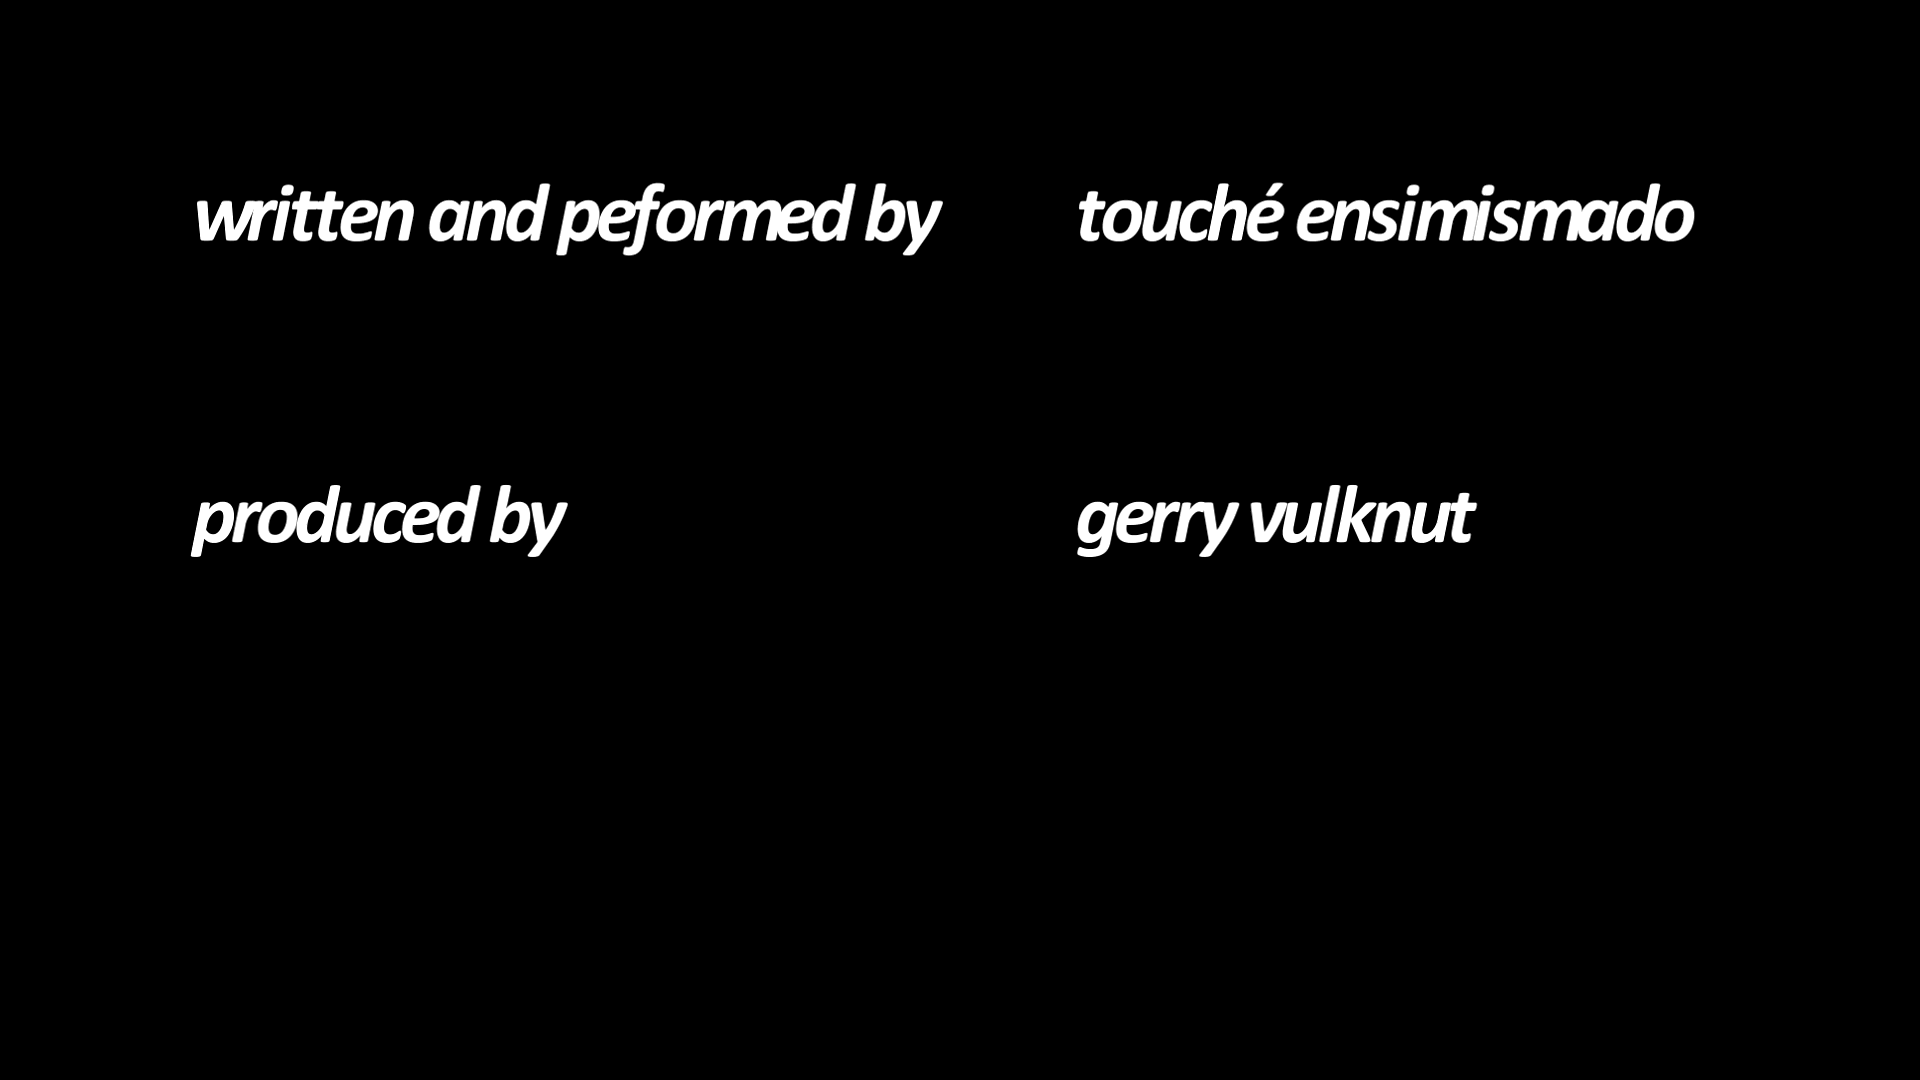 written and peformed by touché ensimismado
produced by gerry vulknut